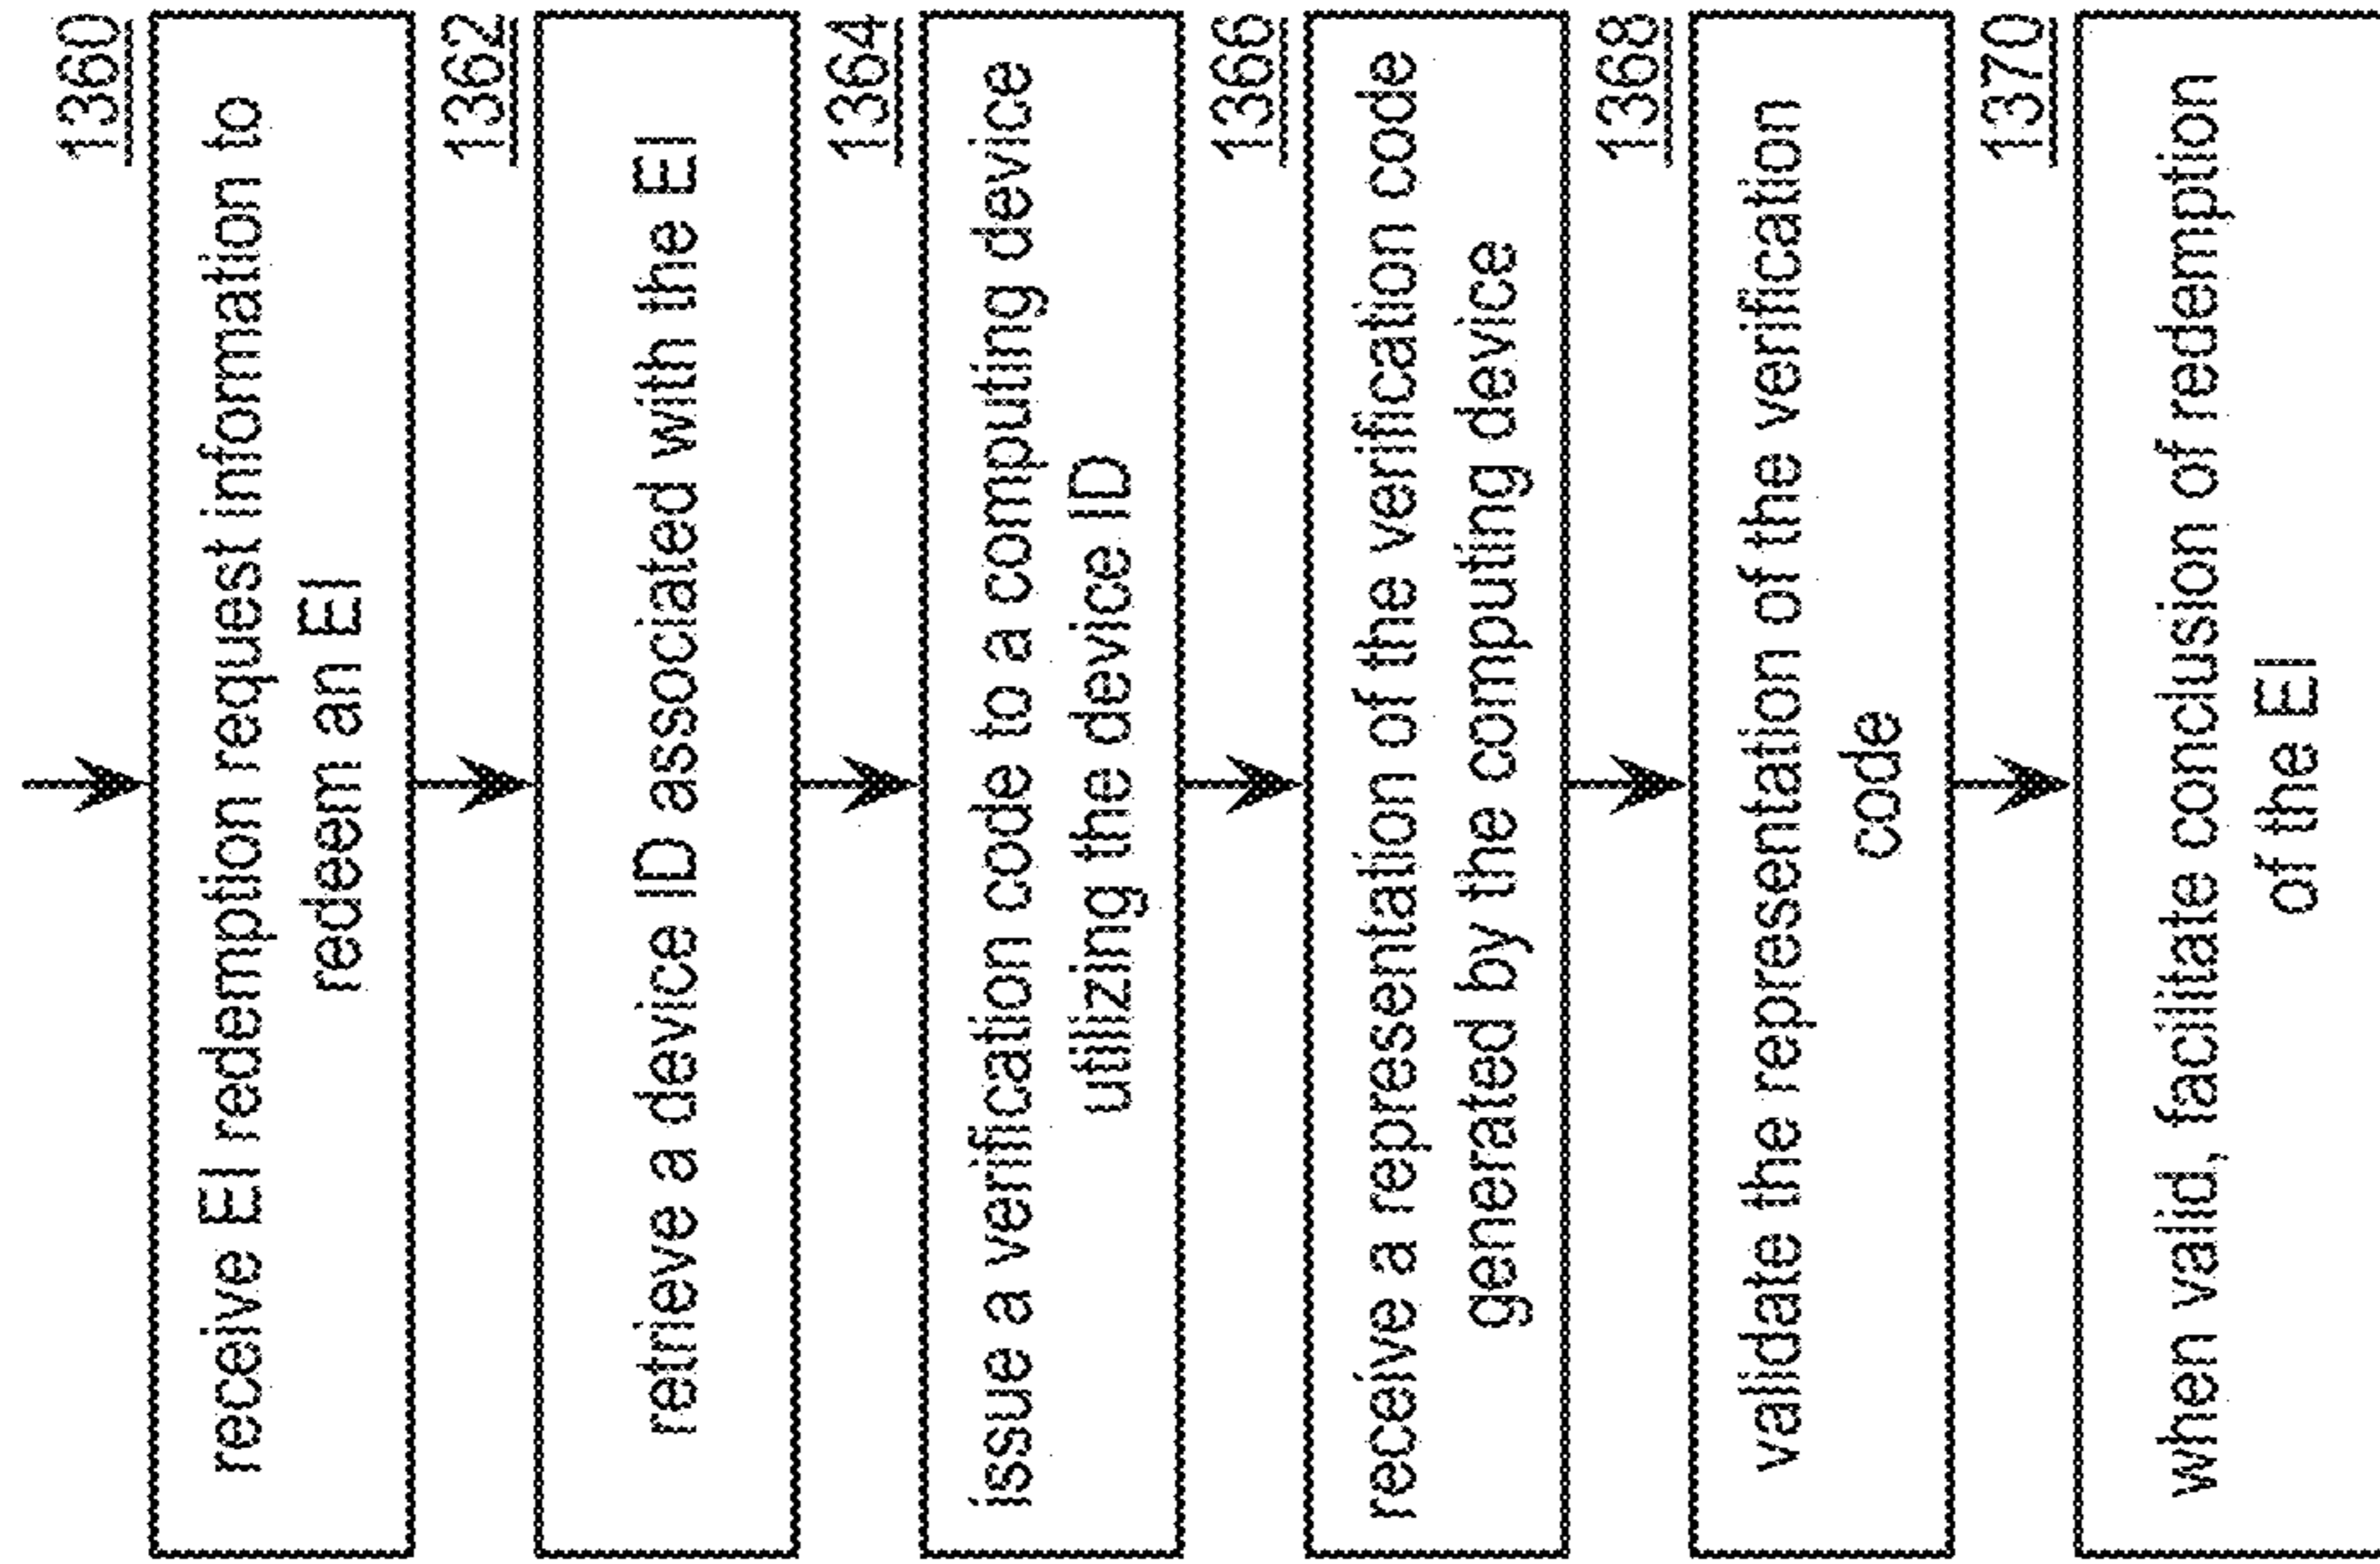 1360
receive EI redemption request information to
redeem an EI
1362
retrieve a device ID associated with the EI
1364
issue a verification code to a computing device
utilizing the device ID
1366
receive a representation of the verification code
generated by the computing device
1368
validate the representation of the verification
code
1370
when valid, facilitate conclusion of redemption
of the EI